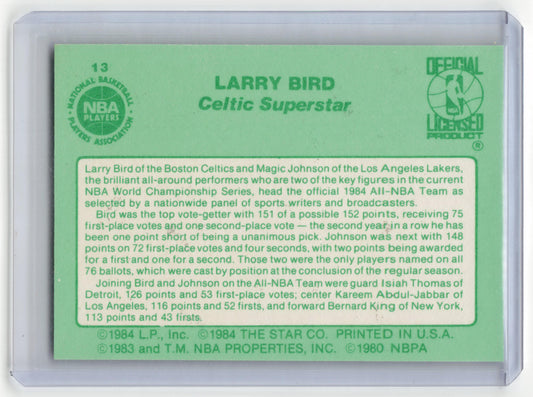 13
NATIONAL BASKETBALL
NBA
PLAYERS
PLAYERS ASSOCIATION
LARRY BIRD
Celtic Superstar
OFFICIAL
NBA
LICENSED
PRODUCT
®
Larry Bird of the Boston Celtics and Magic Johnson of the Los Angeles Lakers,
the brilliant all-around performers who are two of the key figures in the current
NBA World Championship Series, head the official 1984 All-NBA Team as
selected by a nationwide panel of sports writers and broadcasters.
Bird was the top vote-getter with 151 of a possible 152 points, receiving 75
first-place votes and one second-place vote — the second year in a row he has
been one point short of being a unanimous pick. Johnson was next with 148
points on 72 first-place votes and four seconds, with two points being awarded
for a first and one for a second. Those two were the only players named on all
76 ballots, which were cast by position at the conclusion of the regular season.
Joining Bird and Johnson on the All-NBA Team were guard Isiah Thomas of
Detroit, 126 points and 53 first-place votes; center Kareem Abdul-Jabbar of
Los Angeles, 116 points and 52 firsts, and forward Bernard King of New York,
113 points and 43 firsts.
©1984 L.P., Inc. ©1984 THE STAR CO. PRINTED IN U.S.A.
©1983 and T.M. NBA PROPERTIES, INC. ©1980 NBPA